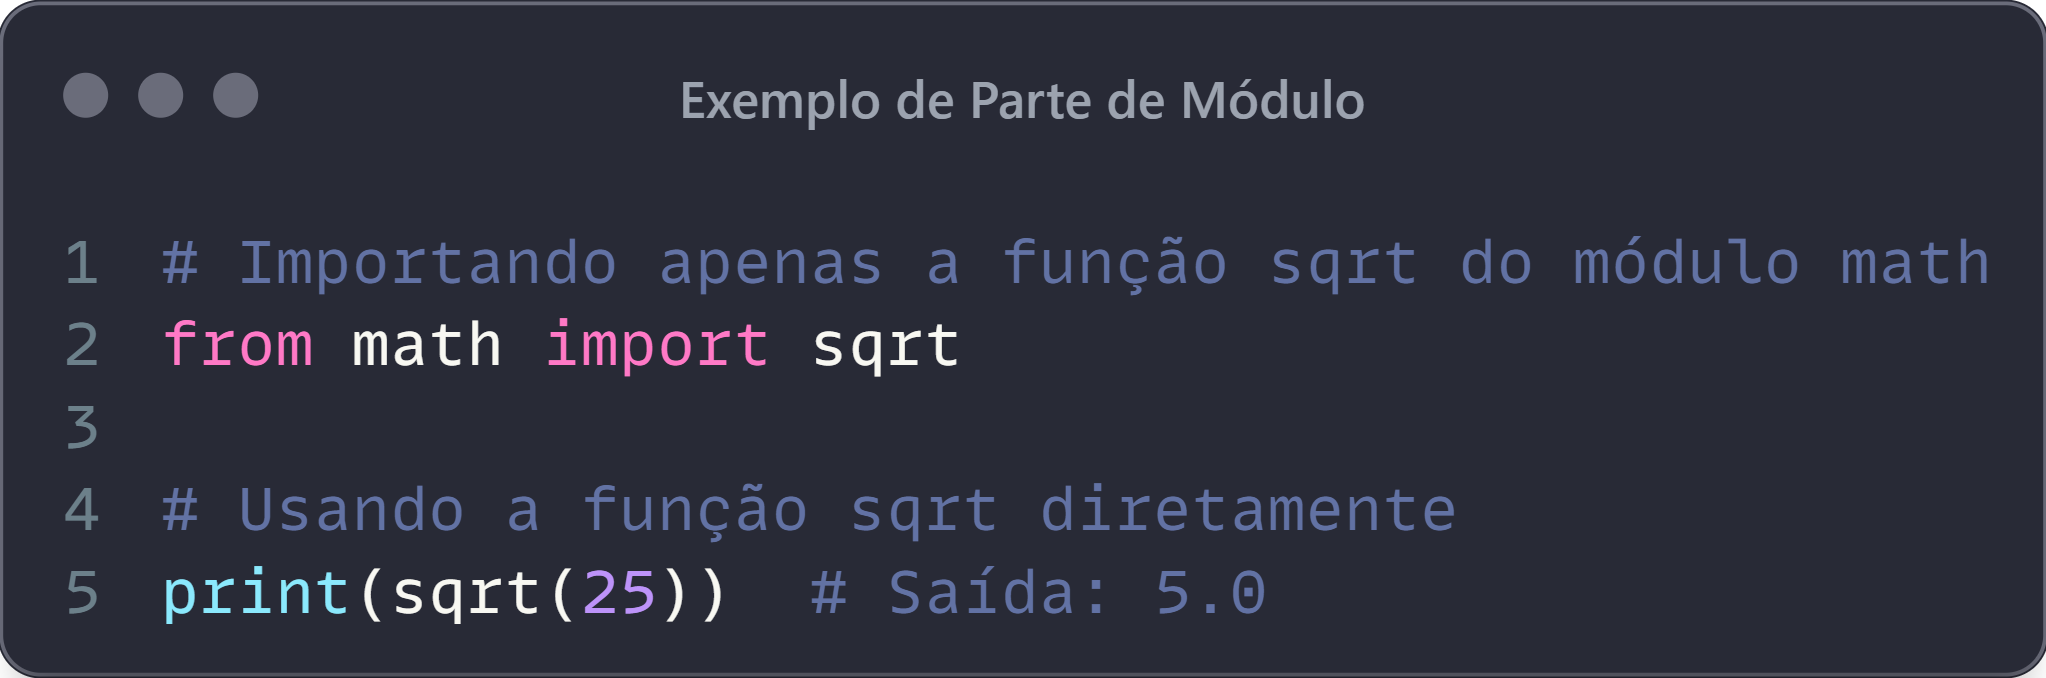 Exemplo de Parte de Módulo
1 # Importando apenas a função sqrt do módulo math
2 from math import sqrt
3
4 # Usando a função sqrt diretamente
5 print(sqrt(25))  # Saída: 5.0